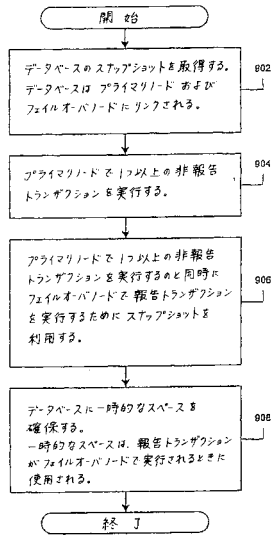 開始
データベースのスナップショットを取得する。
データベースは プライマリノード および
フェイルオーバノードにリンクされる。
902
プライマリノードで1つ以上の非報告
トランザクションを実行する。
904
プライマリノードで1つ以上の非報告
トランザクションを実行するのと同時に
フェイルオーバノードで報告トランザクション
を実行するために スナップショットを
利用する。
906
データベースに一時的なスペースを
確保する。
一時的なスペースは、報告トランザクション
がフェイルオーバノードで実行されるときに
使用される。
908
終了